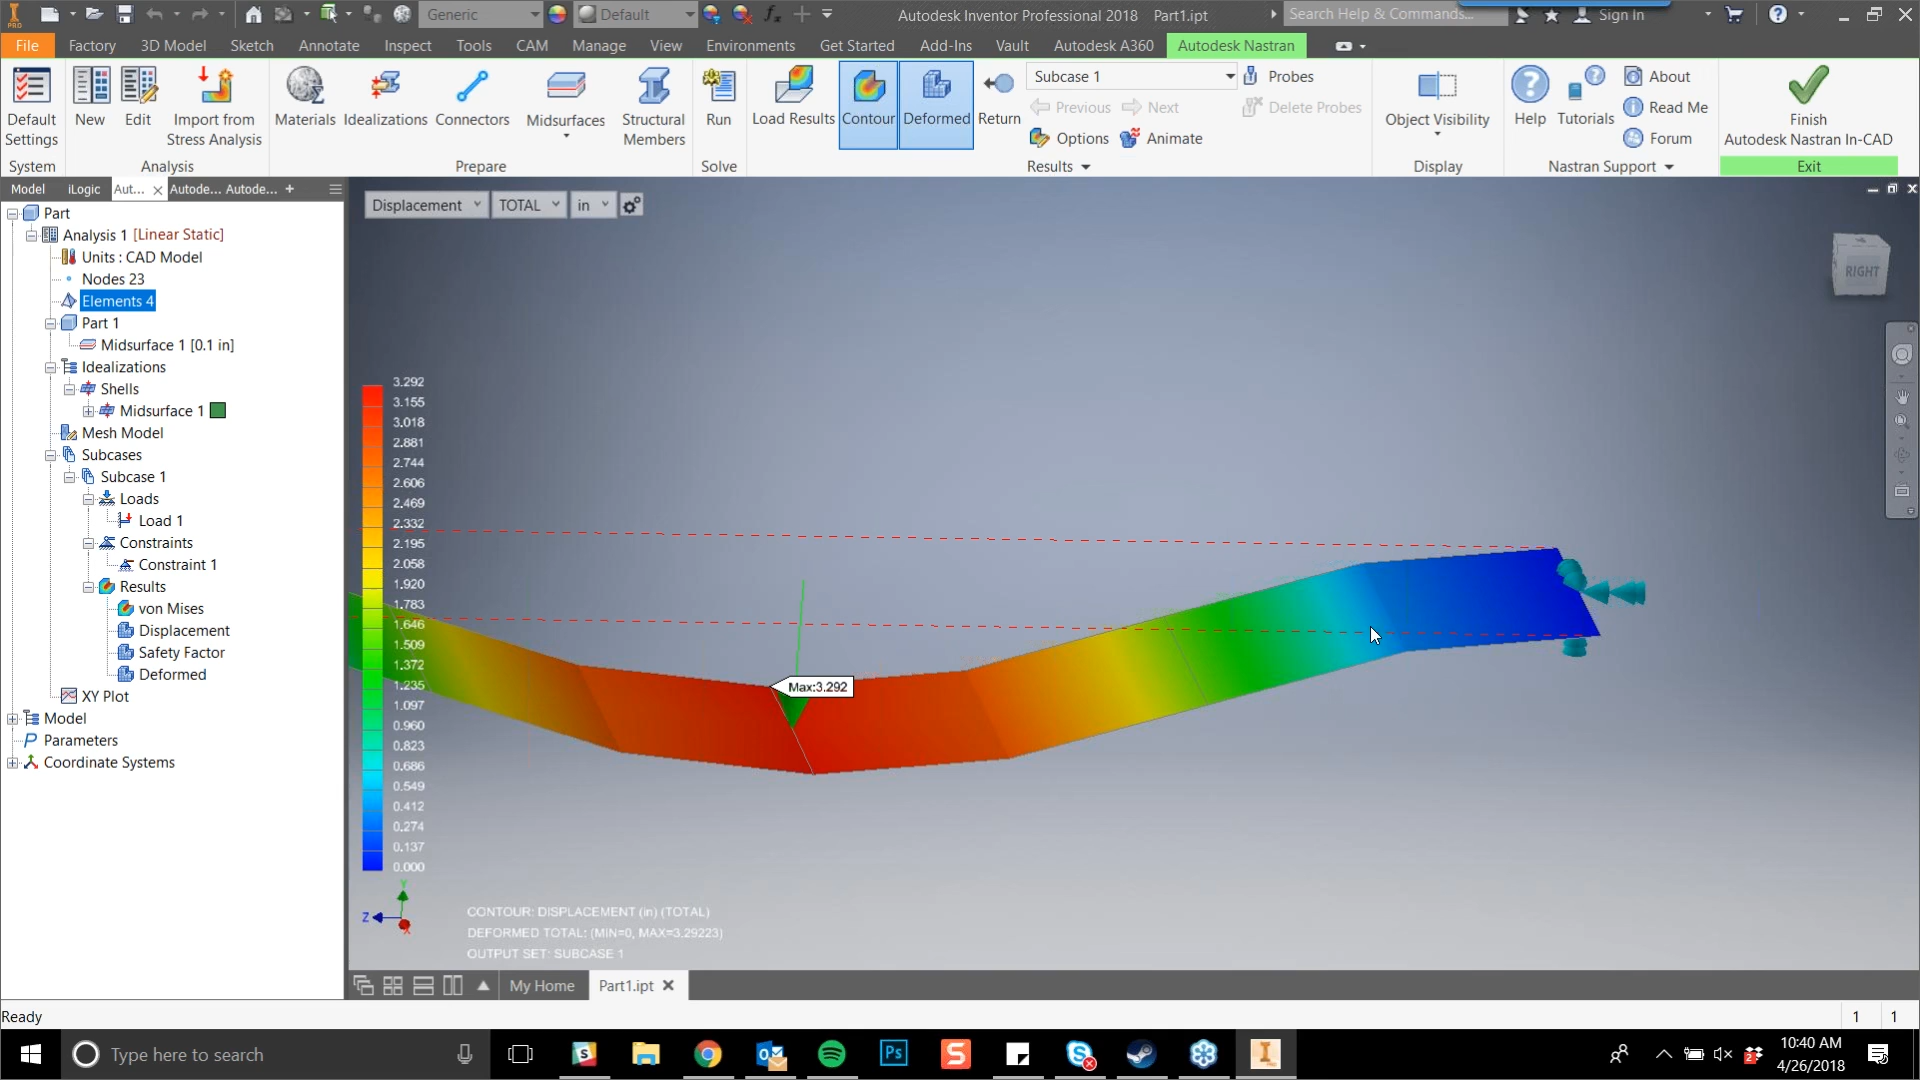 PRO
Generic
Default
Autodesk Inventor Professional 2018 Part1.ipt
Search Help & Commands...
Sign In
File Factory 3D Model Sketch Annotate Inspect Tools CAM Manage View Environments Get Started Add-Ins Vault Autodesk A360 Autodesk Nastran
Default Settings
New
Edit
Import from Stress Analysis
Materials
Idealizations
Connectors
Midsurfaces
Structural Members
Run
Load Results
Contour
Deformed
Return
Subcase 1
Previous Next
Options Animate
Probes
Delete Probes
Object Visibility
Help
Tutorials
About
Read Me
Forum
Finish
Autodesk Nastran In-CAD
System Analysis Prepare Solve Results Display Nastran Support Exit
Model iLogic Aut... Autode... Autode... +
Part
Analysis 1 [Linear Static]
Units : CAD Model
Nodes 23
Elements 4
Part 1
Midsurface 1 [0.1 in]
Idealizations
Shells
Midsurface 1
Mesh Model
Subcases
Subcase 1
Loads
Load 1
Constraints
Constraint 1
Results
von Mises
Displacement
Safety Factor
Deformed
XY Plot
Model
Parameters
Coordinate Systems
Displacement TOTAL in
RIGHT
3.292
3.155
3.018
2.881
2.744
2.606
2.469
2.332
2.195
2.058
1.920
1.783
1.646
1.509
1.372
1.235
1.097
0.960
0.823
0.686
0.549
0.412
0.274
0.137
0.000
Max:3.292
Y
Z
X
CONTOUR: DISPLACEMENT (in) (TOTAL)
DEFORMED TOTAL: (MIN=0, MAX=3.29223)
OUTPUT SET: SUBCASE 1
My Home Part1.ipt
Ready
1 1
Type here to search
Ps
10:40 AM
4/26/2018